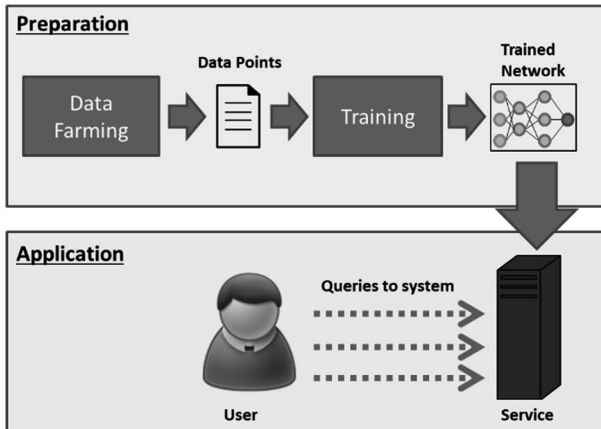 Preparation
Data Points
Trained
Network
Data
Farming
Training
Application
Queries to system
User
Service